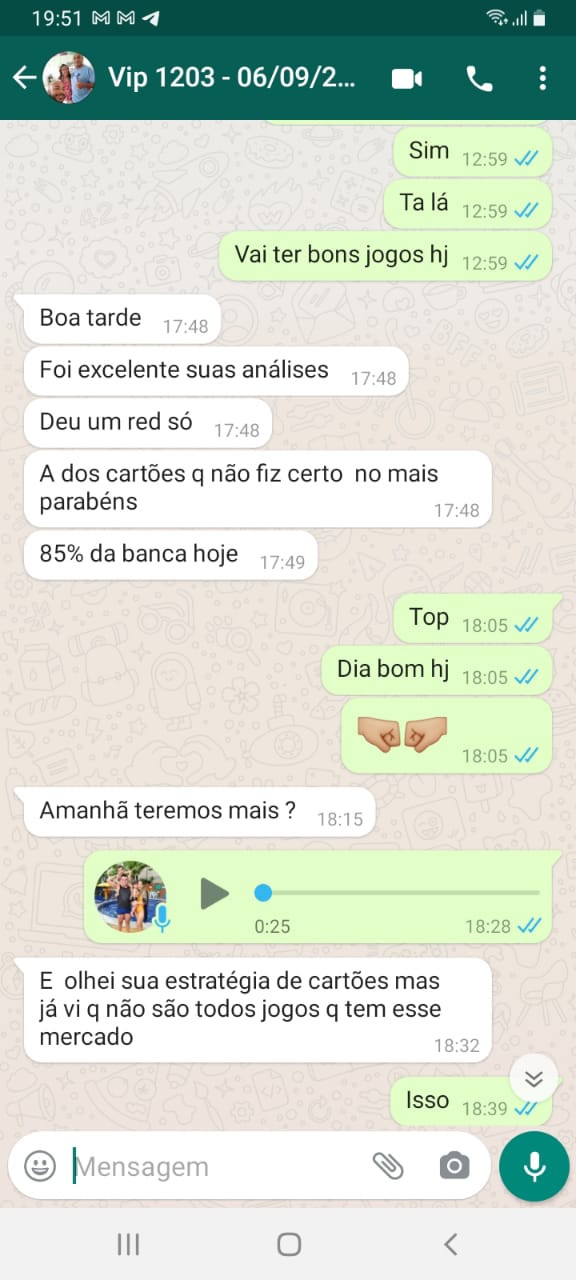 19:51
Vip 1203 - 06/09/2...
Sim 12:59
Ta lá 12:59
Vai ter bons jogos hj 12:59
Boa tarde 17:48
Foi excelente suas análises 17:48
Deu um red só 17:48
A dos cartões q não fiz certo no mais
parabéns 17:48
85% da banca hoje 17:49
Top 18:05
Dia bom hj 18:05
18:05
Amanhã teremos mais ? 18:15
0:25 18:28
E olhei sua estratégia de cartões mas
já vi q não são todos jogos q tem esse
mercado 18:32
Isso 18:39
Mensagem